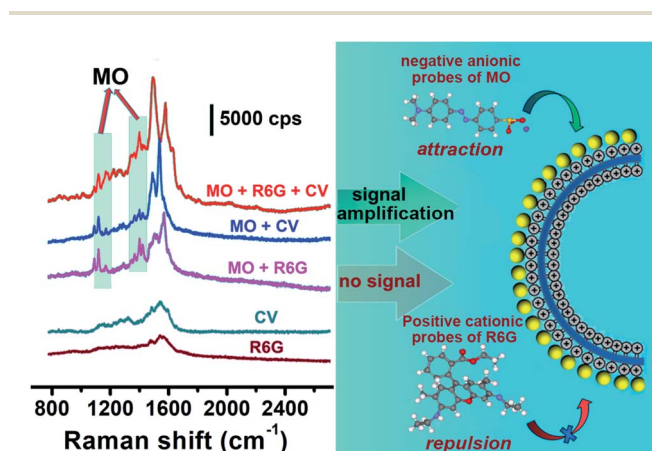 MO
5000 cps
MO + R6G + CV
MO + CV
MO + R6G
CV
R6G
800 1200 1600 2000 2400
Raman shift (cm⁻¹)
negative anionic
probes of MO
attraction
signal
amplification
no signal
Positive cationic
probes of R6G
repulsion